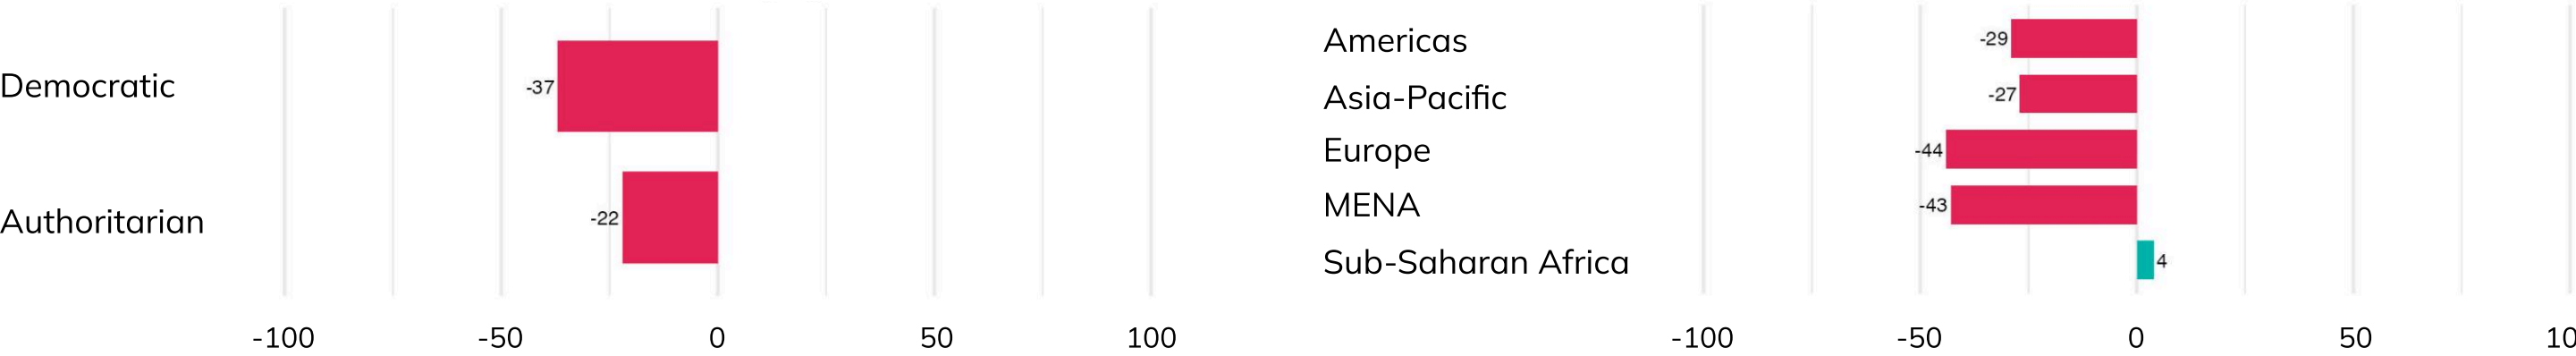 Democratic
-37
Authoritarian
-22
-100 -50 0 50 100
Americas
-29
Asia-Pacific
-27
Europe
-44
MENA
-43
Sub-Saharan Africa
4
-100 -50 0 50 10